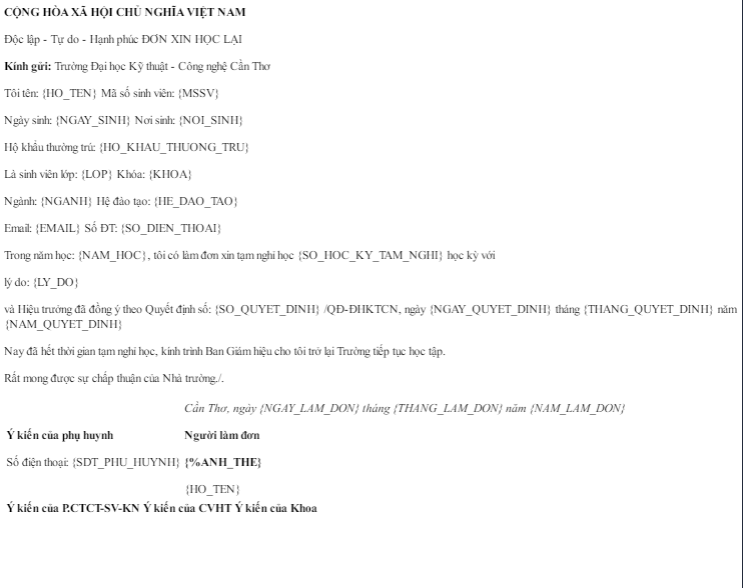 CỘNG HÒA XÃ HỘI CHỦ NGHĨA VIỆT NAM
Độc lập - Tự do - Hạnh phúc ĐƠN XIN HỌC LẠI
Kính gửi: Trường Đại học Kỹ thuật - Công nghệ Cần Thơ
Tôi tên: {HO_TEN} Mã số sinh viên: {MSSV}
Ngày sinh: {NGAY_SINH} Nơi sinh: {NOI_SINH}
Hộ khẩu thường trú: {HO_KHAU_THUONG_TRU}
Là sinh viên lớp: {LOP} Khóa: {KHOA}
Ngành: {NGANH} Hệ đào tạo: {HE_DAO_TAO}
Email: {EMAIL} Số ĐT: {SO_DIEN_THOAI}
Trong năm học: {NAM_HOC}, tôi có làm đơn xin tạm nghỉ học {SO_HOC_KY_TAM_NGHI} học kỳ với
lý do: {LY_DO}
và Hiệu trưởng đã đồng ý theo Quyết định số: {SO_QUYET_DINH} /QĐ-ĐHKTCN, ngày {NGAY_QUYET_DINH} tháng {THANG_QUYET_DINH} năm
{NAM_QUYET_DINH}
Nay đã hết thời gian tạm nghỉ học, kính trình Ban Giám hiệu cho tôi trở lại Trường tiếp tục học tập.
Rất mong được sự chấp thuận của Nhà trường./.
Cần Thơ, ngày {NGAY_LAM_DON} tháng {THANG_LAM_DON} năm {NAM_LAM_DON}
Ý kiến của phụ huynh Người làm đơn
Số điện thoại: {SDT_PHU_HUYNH} {%ANH_THE}
{HO_TEN}
Ý kiến của P.CTCT-SV-KN Ý kiến của CVHT Ý kiến của Khoa